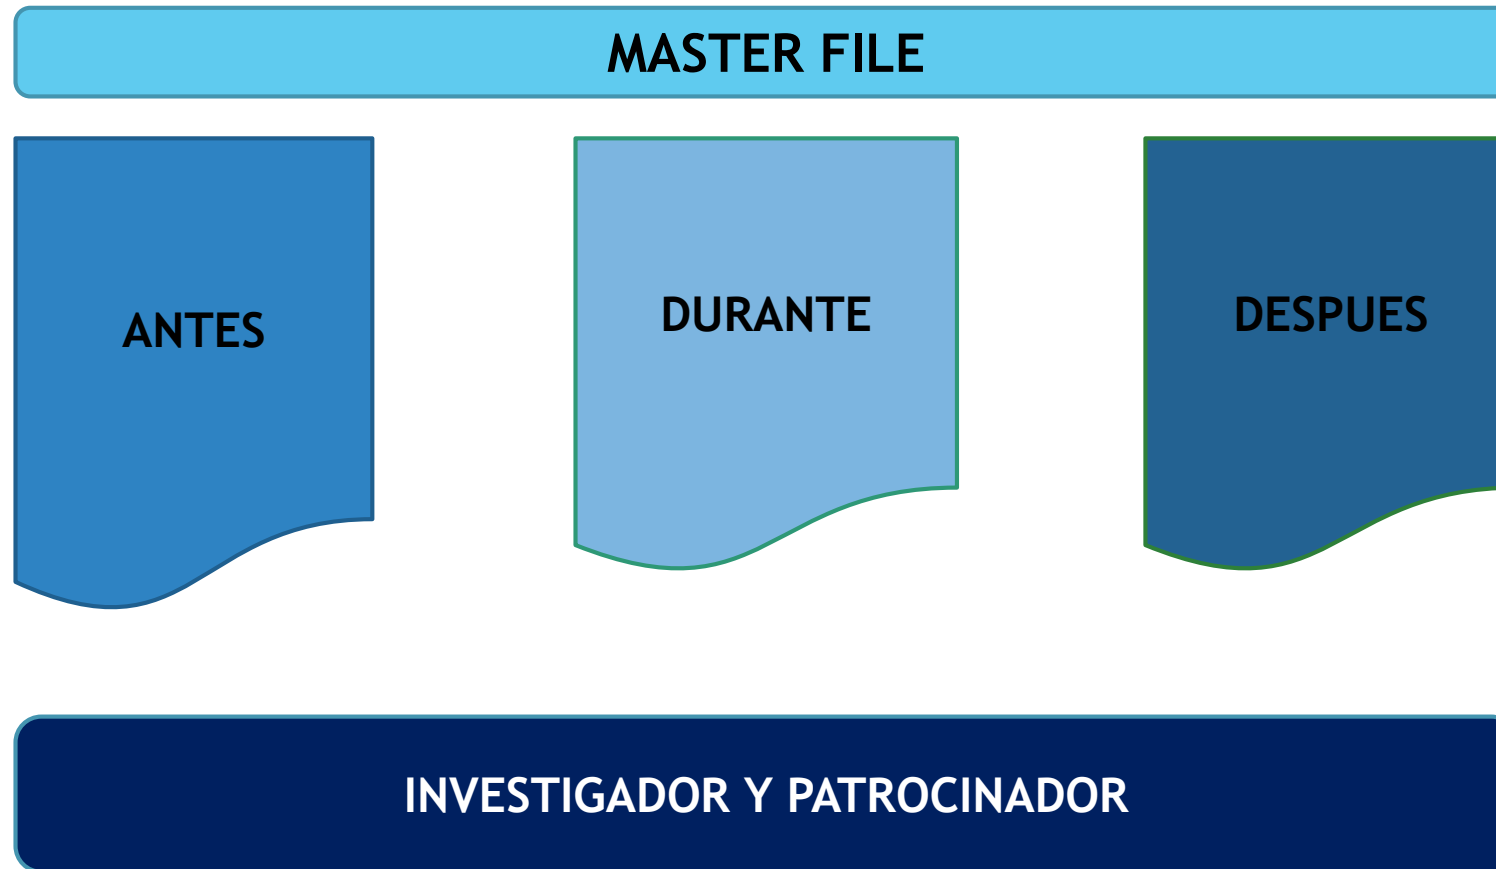 MASTER FILE
ANTES
DURANTE
DESPUES
INVESTIGADOR Y PATROCINADOR